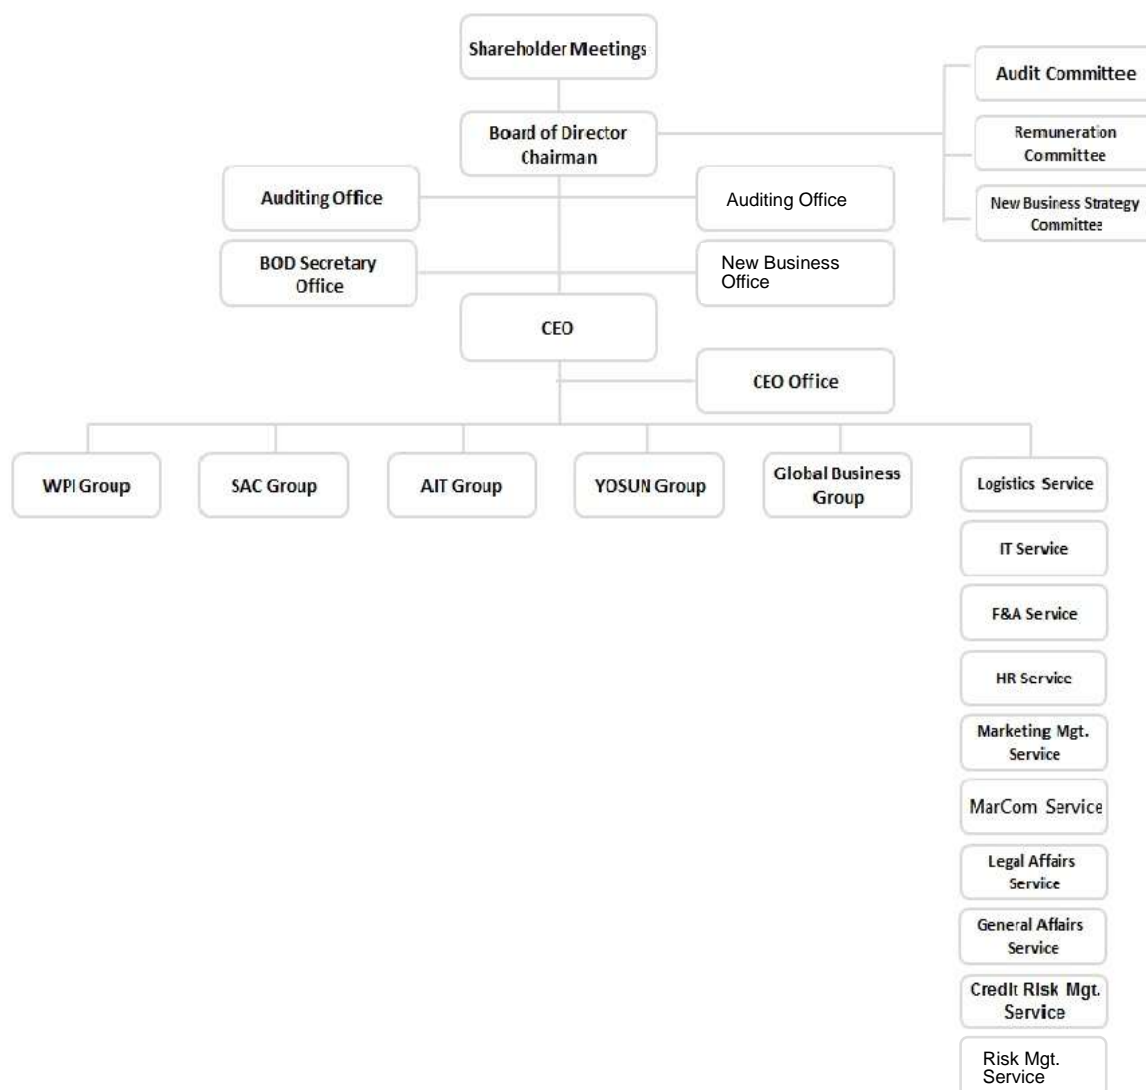 Shareholder Meetings
Audit Committee
Board of Director
Chairman
Remuneration
Committee
Auditing Office
Auditing Office
New Business Strategy
Committee
BOD Secretary
Office
New Business
Office
CEO
CEO Office
WPI Group
SAC Group
AIT Group
YOSUN Group
Global Business
Group
Logistics Service
IT Service
F&A Service
HR Service
Marketing Mgt.
Service
MarCom Service
Legal Affairs
Service
General Affairs
Service
Credit Risk Mgt.
Service
Risk Mgt.
Service